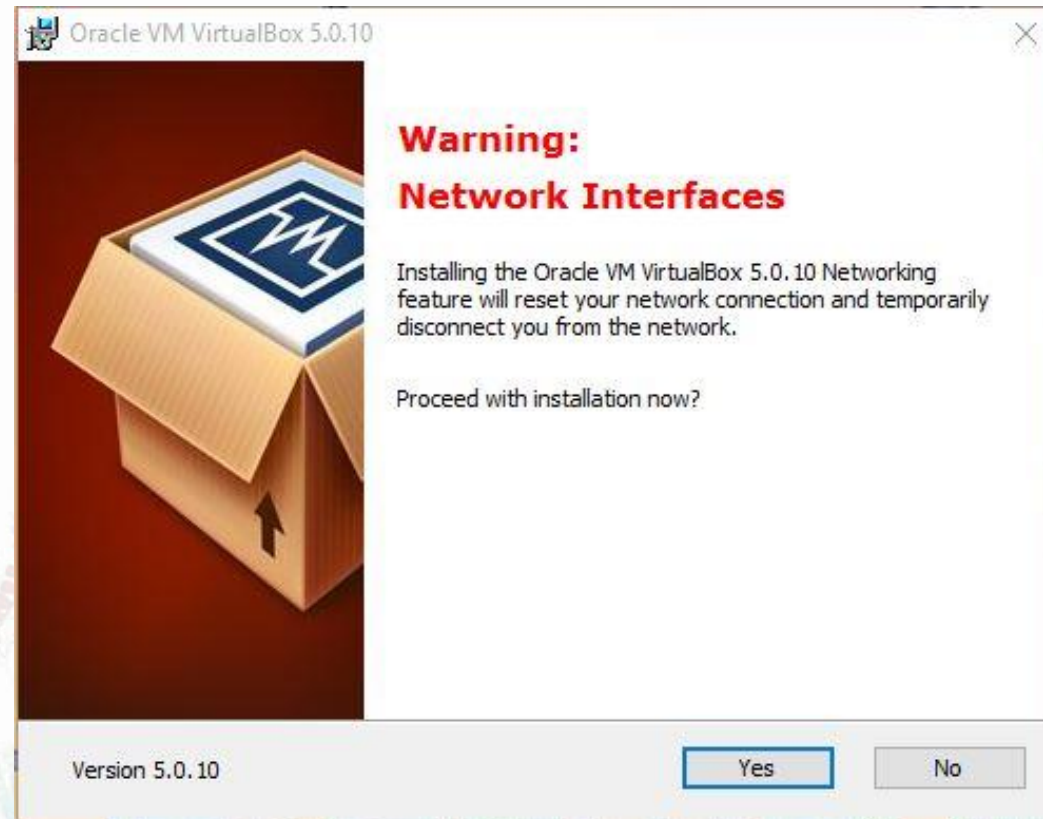 Oracle VM VirtualBox 5.0.10
Warning:
Network Interfaces
Installing the Oracle VM VirtualBox 5.0.10 Networking
feature will reset your network connection and temporarily
disconnect you from the network.
Proceed with installation now?
Version 5.0.10
Yes
No